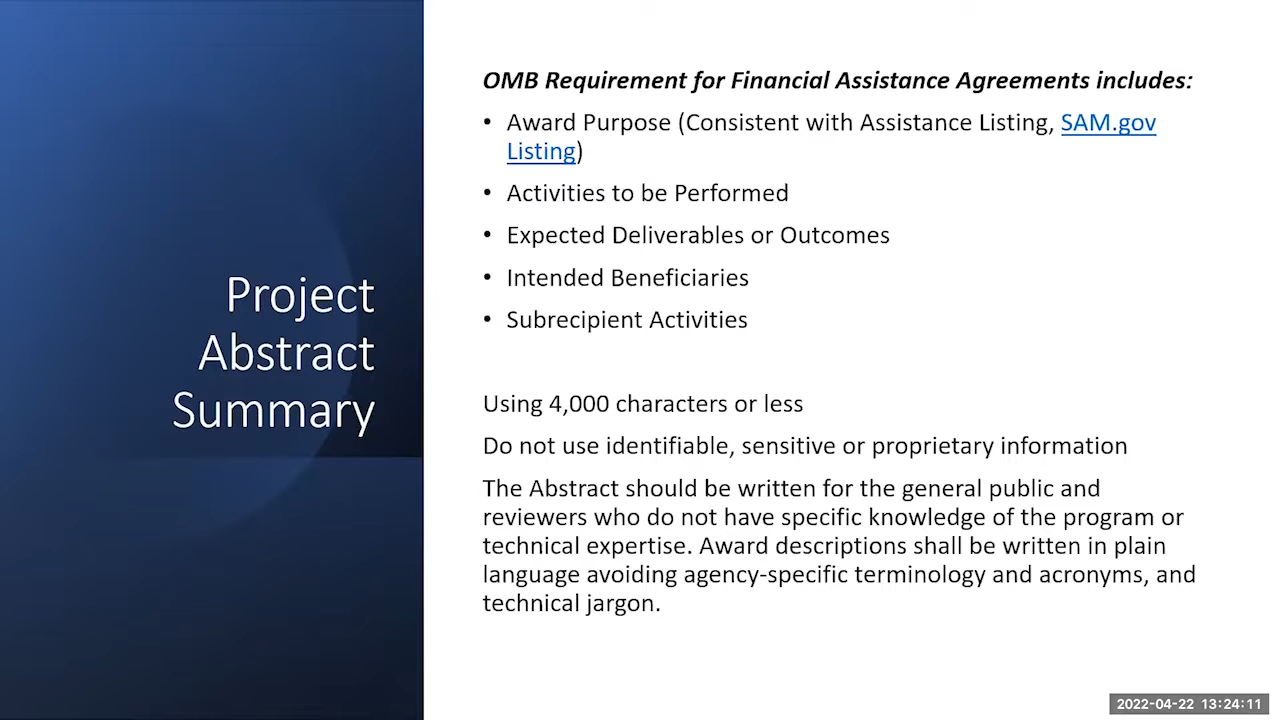 Project
Abstract
Summary
OMB Requirement for Financial Assistance Agreements includes:
• Award Purpose (Consistent with Assistance Listing, SAM.gov
Listing)
• Activities to be Performed
• Expected Deliverables or Outcomes
• Intended Beneficiaries
• Subrecipient Activities
Using 4,000 characters or less
Do not use identifiable, sensitive or proprietary information
The Abstract should be written for the general public and
reviewers who do not have specific knowledge of the program or
technical expertise. Award descriptions shall be written in plain
language avoiding agency-specific terminology and acronyms, and
technical jargon.
2022-04-22 13:24:11